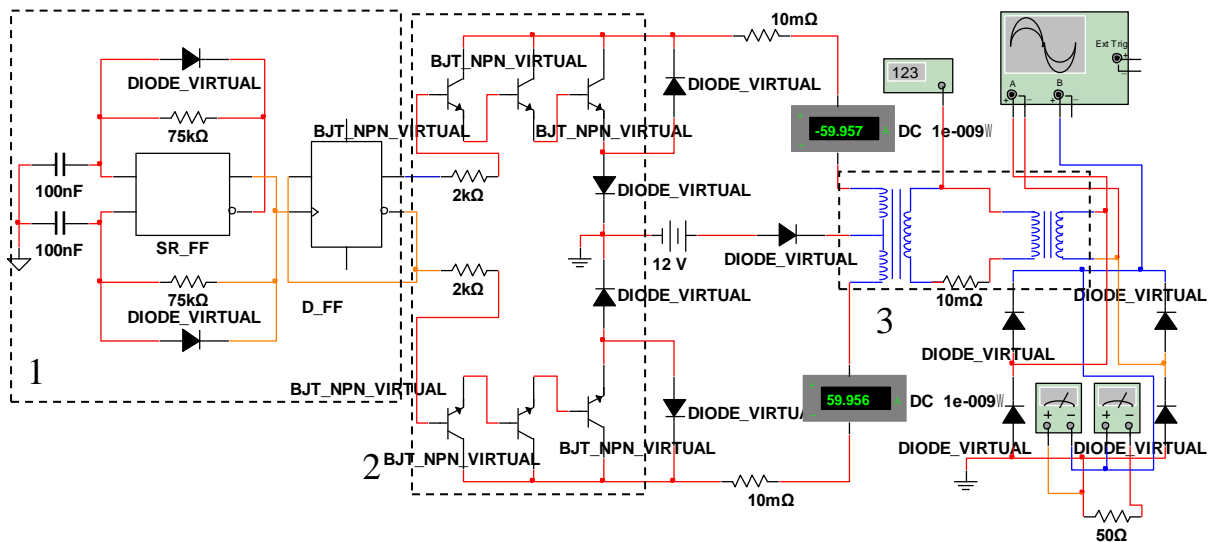 10mΩ
DIODE_VIRTUAL
75kΩ
100nF
100nF
SR_FF
75kΩ
DIODE_VIRTUAL
1
BJT_NPN_VIRTUAL
D_FF
BJT_NPN_VIRTUAL
BJT_NPN_VIRTUAL
2kΩ
2kΩ
DIODE_VIRTUAL
DIODE_VIRTUAL
12 V
DIODE_VIRTUAL
DIODE_VIRTUAL
BJT_NPN_VIRTUAL
BJT_NPN_VIRTUAL
BJT_NPN_VIRTUAL
DIODE_VIRTUAL
2
10mΩ
123
-59.957 A
DC 1e-009W
59.956 A
DC 1e-009W
10mΩ
3
Ext Trig
+
A
B
+ −
+ −
DIODE_VIRTUAL
DIODE_VIRTUAL
DIODE_VIRTUAL
DIODE_VIRTUAL
+ −
+ −
50Ω